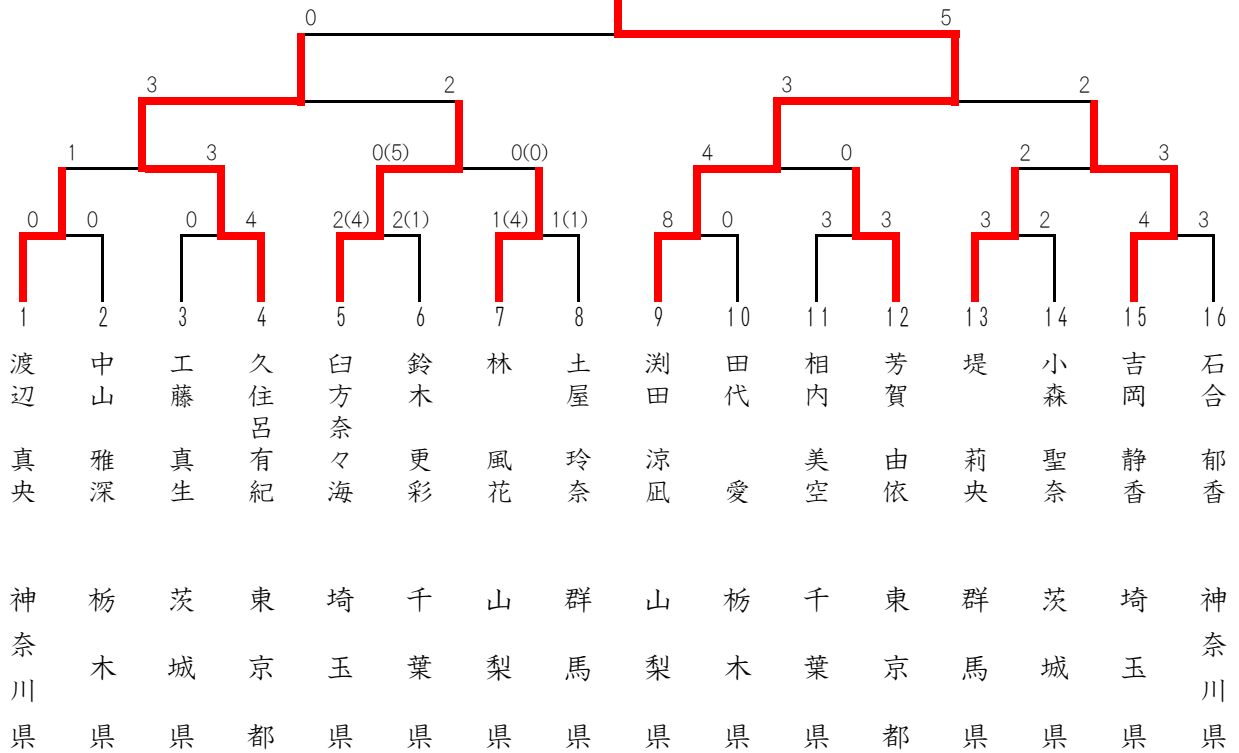 0 5
3 2 3 2
1 3 0(5) 0(0) 4 0 2 3
0 0 0 4 2(4) 2(1) 1(4) 1(1) 8 0 3 3 3 2 4 3
1 2 3 4 5 6 7 8 9 10 11 12 13 14 15 16
渡辺 真央
中山 雅深
工藤 真生
久住呂有紀
臼方奈々海
鈴木 更彩
林 風花
土屋 玲奈
渕田 涼凪
田代 愛
相内 美空
芳賀 由依
堤 莉央
小森 聖奈
吉岡 静香
石合 郁香
神奈川県
栃木県
茨城県
東京都
埼玉県
千葉県
山梨県
群馬県
山梨県
栃木県
千葉県
東京都
群馬県
茨城県
埼玉県
神奈川県